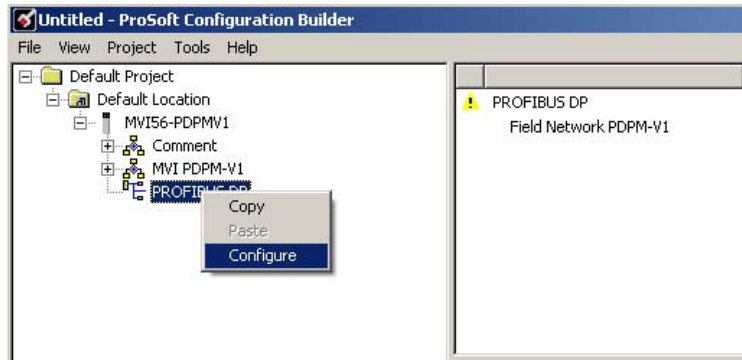 Untitled - ProSoft Configuration Builder
File View Project Tools Help
Default Project
Default Location
MVI56-PDPMV1
Comment
MVI PDPM-V1
PROFIBUS DP
Copy
Paste
Configure
PROFIBUS DP
Field Network PDPM-V1